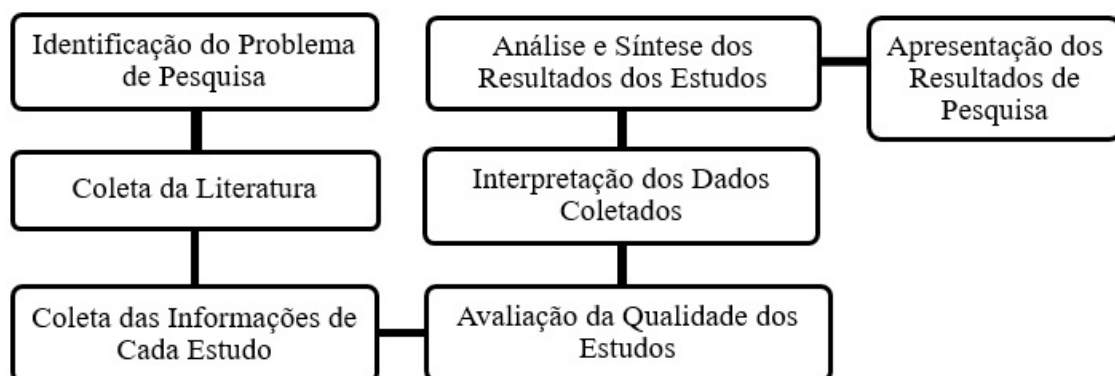 Identificação do Problema
de Pesquisa
Coleta da Literatura
Coleta das Informações de
Cada Estudo
Avaliação da Qualidade dos
Estudos
Interpretação dos Dados
Coletados
Análise e Síntese dos
Resultados dos Estudos
Apresentação dos
Resultados de
Pesquisa